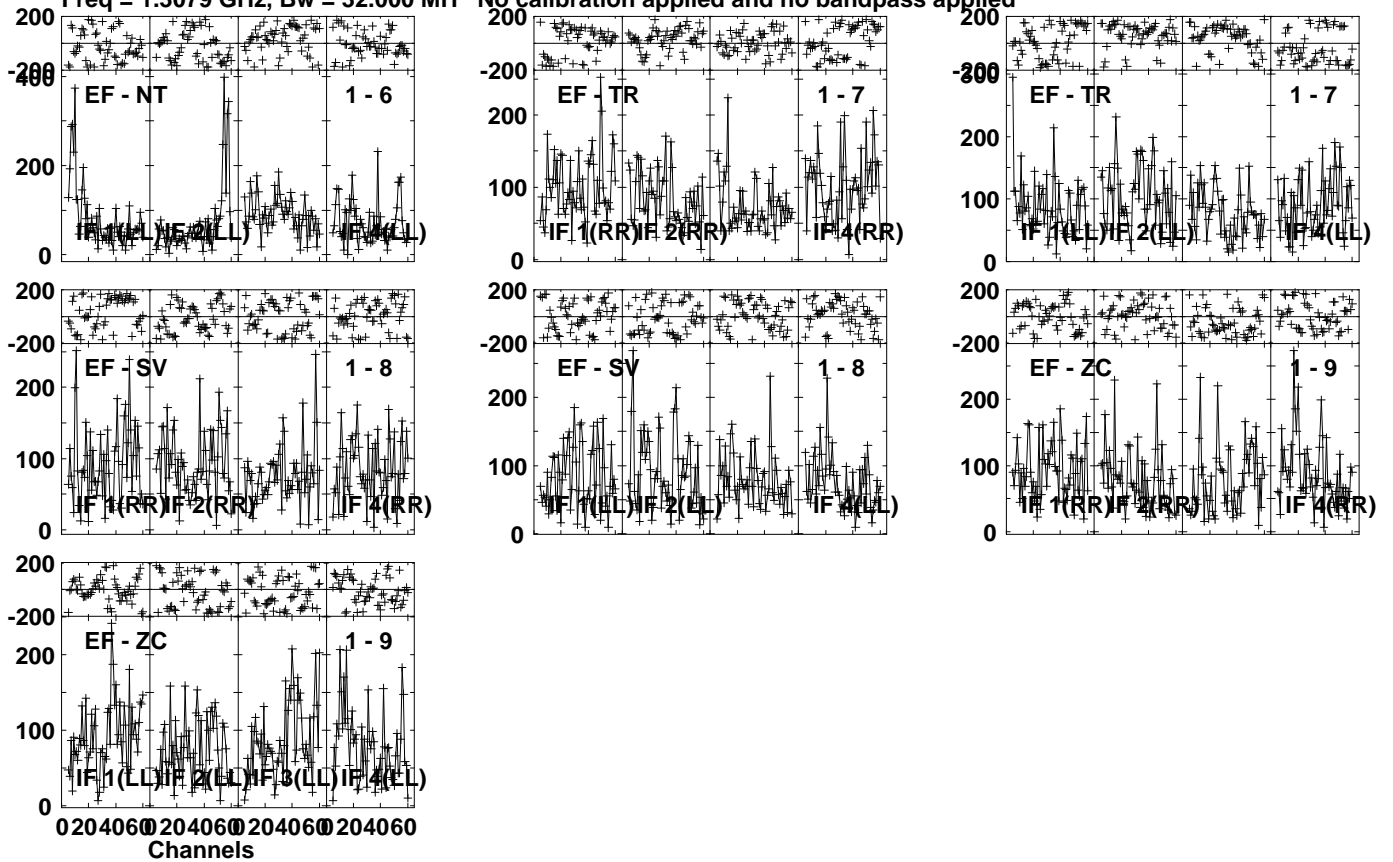 Freq = 1.3079 GHz, Bw = 32.000 MH No calibration applied and no bandpass applied
200
-200
400
EF - NT
1 - 6
200
0
IF 1(LL)
IF 2(LL)
IF 4(LL)
200
EF - TR
1 - 7
200
100
0
IF 1(RR)
IF 2(RR)
IF 4(RR)
200
-200
300
EF - TR
1 - 7
200
100
0
IF 1(LL)
IF 2(LL)
IF 4(LL)
200
-200
EF - SV
1 - 8
200
100
0
IF 1(RR)
IF 2(RR)
IF 4(RR)
200
-200
EF - SV
1 - 8
200
100
0
IF 1(LL)
IF 2(LL)
IF 4(LL)
200
-200
EF - ZC
1 - 9
200
100
0
IF 1(RR)
IF 2(RR)
IF 4(RR)
200
-200
EF - ZC
1 - 9
200
100
0
IF 1(LL)
IF 2(LL)
IF 3(LL)
IF 4(LL)
0 20 40 60 0 20 40 60 0 20 40 60 0 20 40 60
Channels